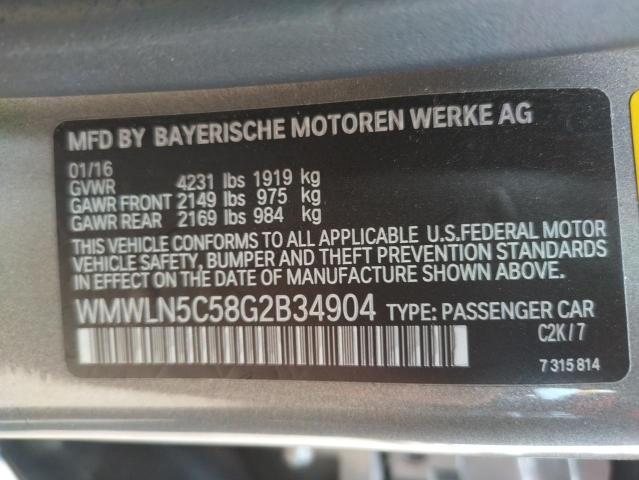 MFD BY BAYERISCHE MOTOREN WERKE AG
01/16
GVWR 4231 lbs 1919 kg
GAWR FRONT 2149 lbs 975 kg
GAWR REAR 2169 lbs 984 kg
THIS VEHICLE CONFORMS TO ALL APPLICABLE U.S.FEDERAL MOTOR
VEHICLE SAFETY, BUMPER AND THEFT PREVENTION STANDARDS
IN EFFECT ON THE DATE OF MANUFACTURE SHOWN ABOVE.
WMWLN5C58G2B34904 TYPE: PASSENGER CAR
C2K/7
7 315 814